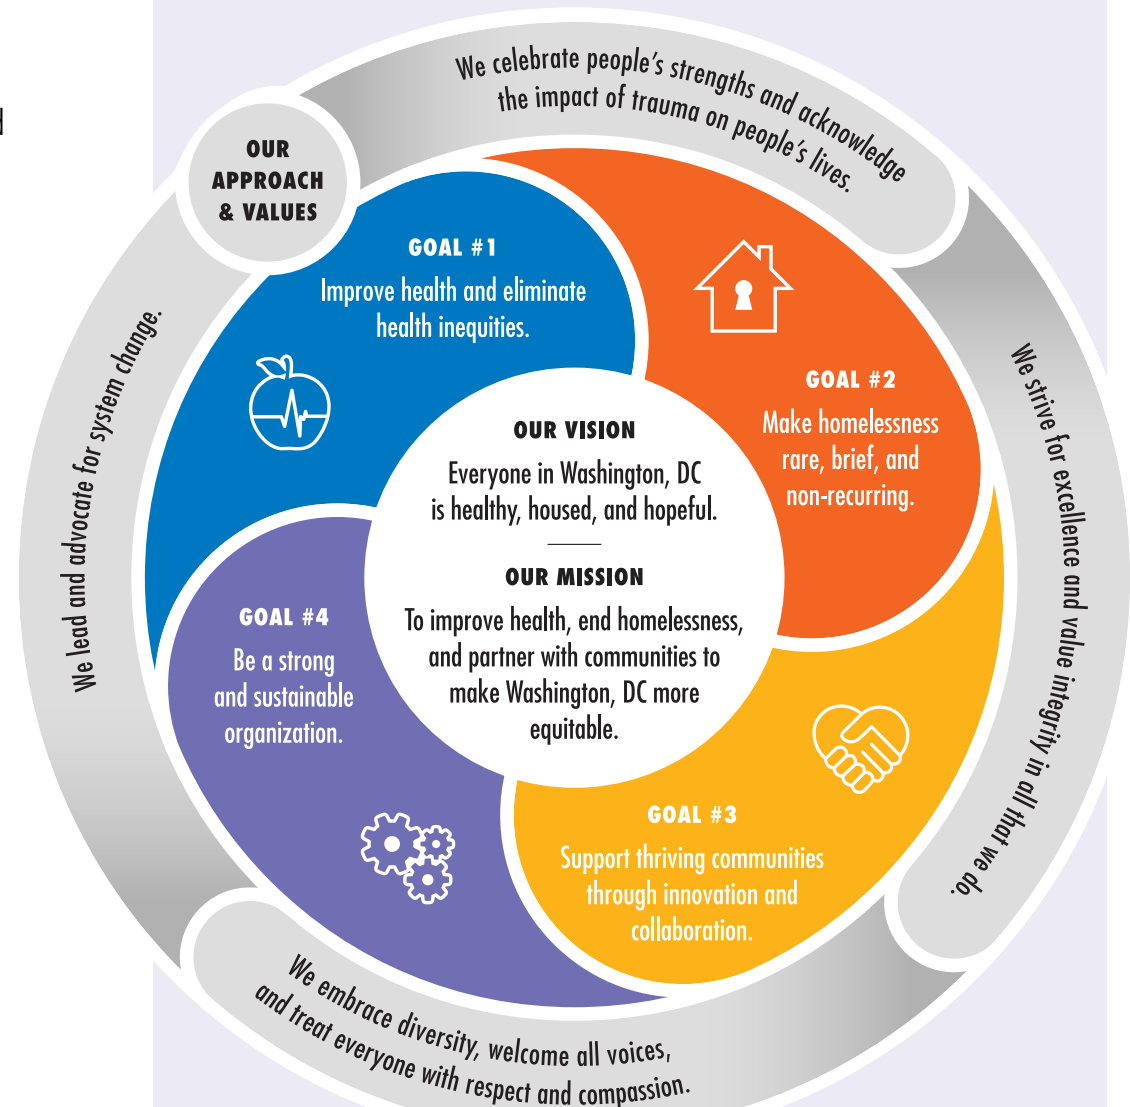 We celebrate people's strengths and acknowledge
the impact of trauma on people's lives.
OUR
APPROACH
& VALUES
GOAL #1
Improve health and eliminate
health inequities.
GOAL #2
Make homelessness
rare, brief, and
non-recurring.
We lead and advocate for system change.
We strive for excellence and value integrity in all that we do.
OUR VISION
Everyone in Washington, DC
is healthy, housed, and hopeful.
OUR MISSION
To improve health, end homelessness,
and partner with communities to
make Washington, DC more
equitable.
GOAL #4
Be a strong
and sustainable
organization.
GOAL #3
Support thriving communities
through innovation and
collaboration.
We embrace diversity, welcome all voices,
and treat everyone with respect and compassion.